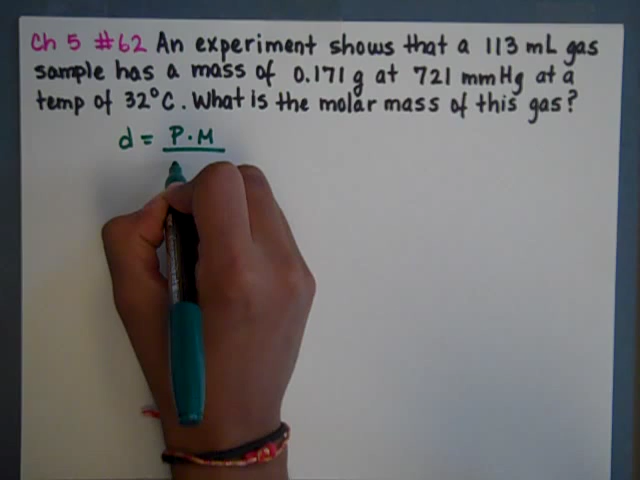 Ch 5 #62 An experiment shows that a 113 mL gas
sample has a mass of 0.171 g at 721 mmHg at a
temp of 32°C. What is the molar mass of this gas?
d = P·M